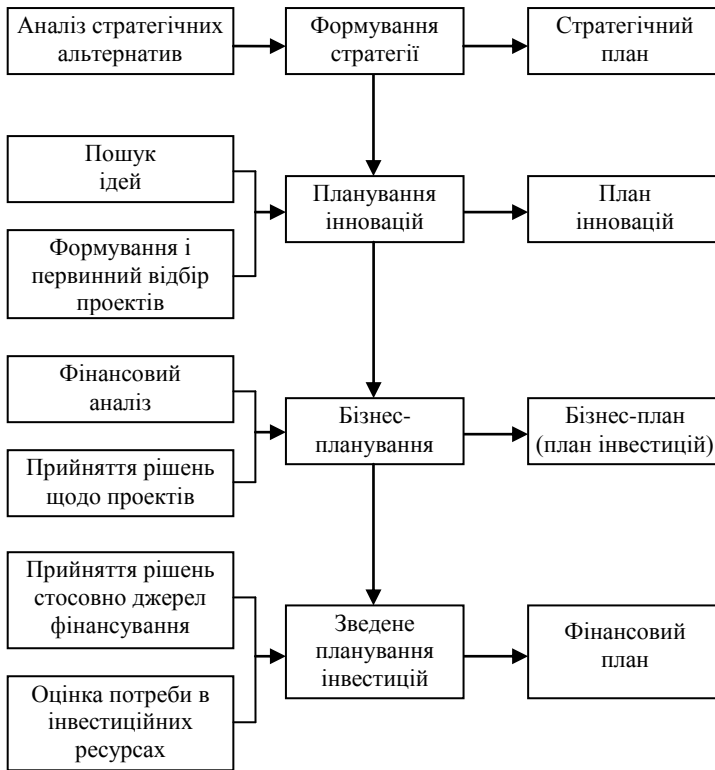 Аналіз стратегічних
альтернатив
Формування
стратегії
Стратегічний
план
Пошук
ідей
Формування і
первинний відбір
проектів
Планування
інновацій
План
інновацій
Фінансовий
аналіз
Прийняття рішень
щодо проектів
Бізнес-
планування
Бізнес-план
(план інвестицій)
Прийняття рішень
стосовно джерел
фінансування
Оцінка потреби в
інвестиційних
ресурсах
Зведене
планування
інвестицій
Фінансовий
план